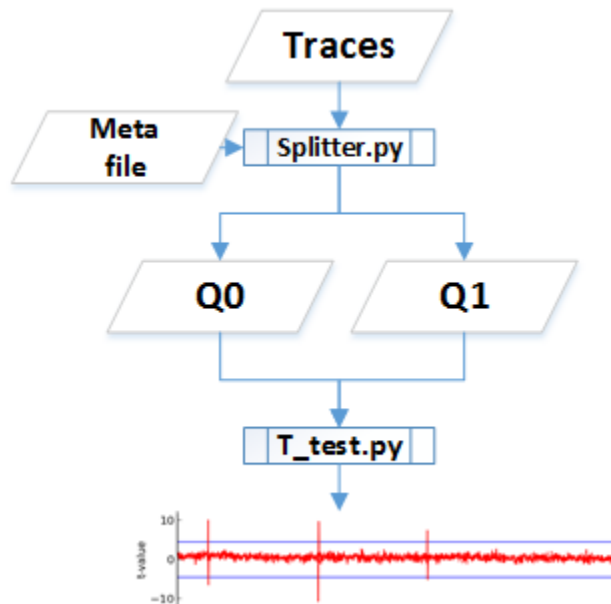 Traces
Meta
file
Splitter.py
Q0
Q1
T_test.py
10
t-value
0
−10